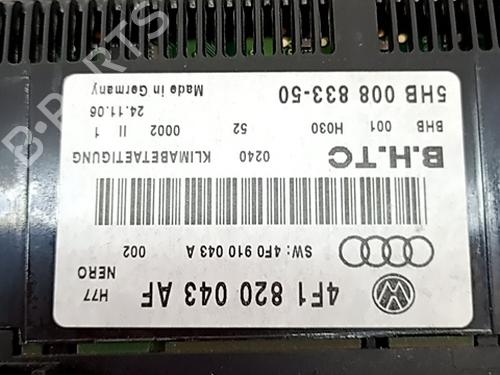 4F1 820 043 AF
H77
NERO
SW: 4F0 910 043 A
002
0240 KLIMABETAETIGUNG
B.H.TC
BHB 001 H030 52 0002 II 1
24.11.06
5HB 008 833-50
Made in Germany
B-PARTS